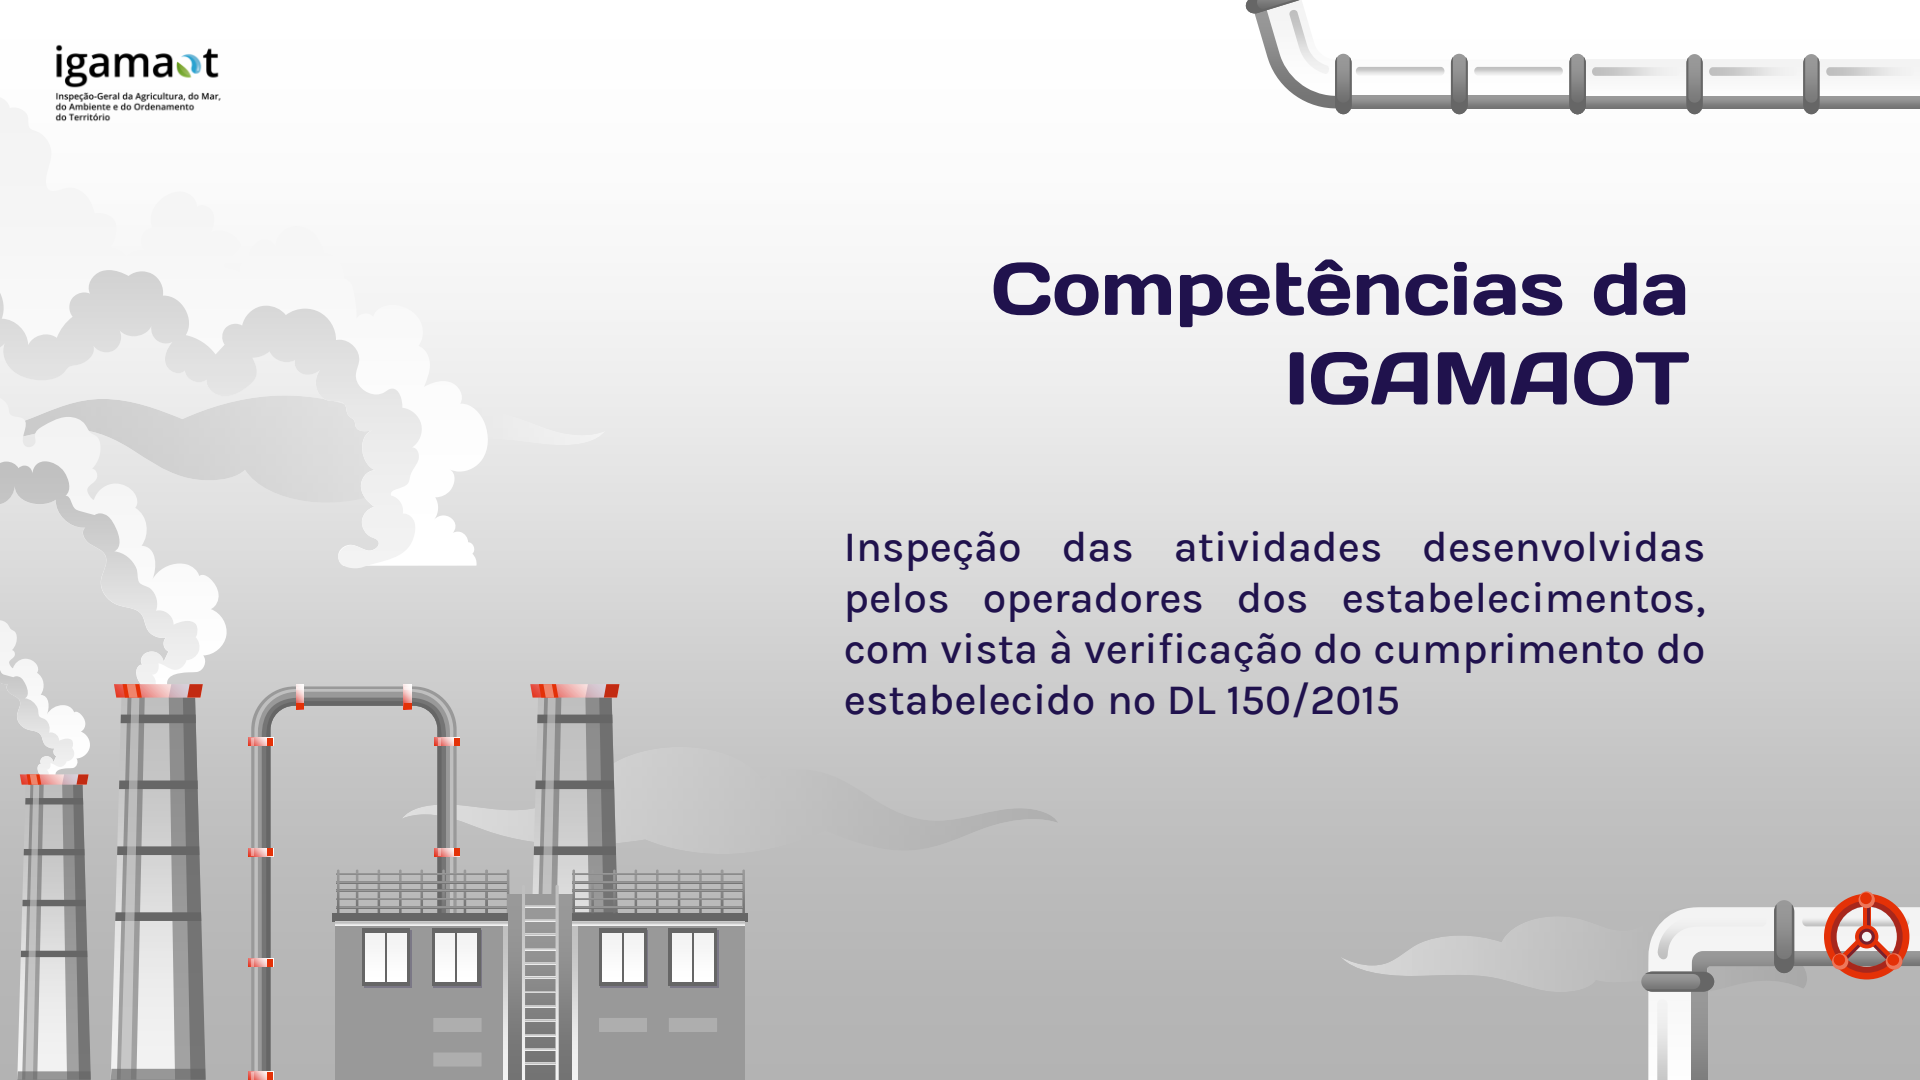 igamaot
Inspeção-Geral da Agricultura, do Mar,
do Ambiente e do Ordenamento
do Território
Competências da
IGAMAOT
Inspeção das atividades desenvolvidas
pelos operadores dos estabelecimentos,
com vista à verificação do cumprimento do
estabelecido no DL 150/2015